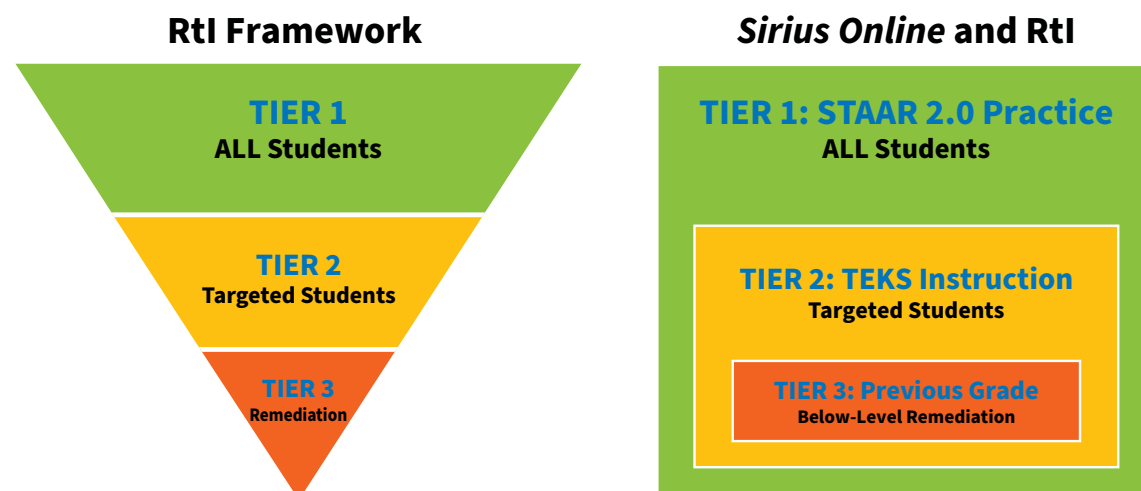 RtI Framework
TIER 1
ALL Students
TIER 2
Targeted Students
TIER 3
Remediation
Sirius Online and RtI
TIER 1: STAAR 2.0 Practice
ALL Students
TIER 2: TEKS Instruction
Targeted Students
TIER 3: Previous Grade
Below-Level Remediation